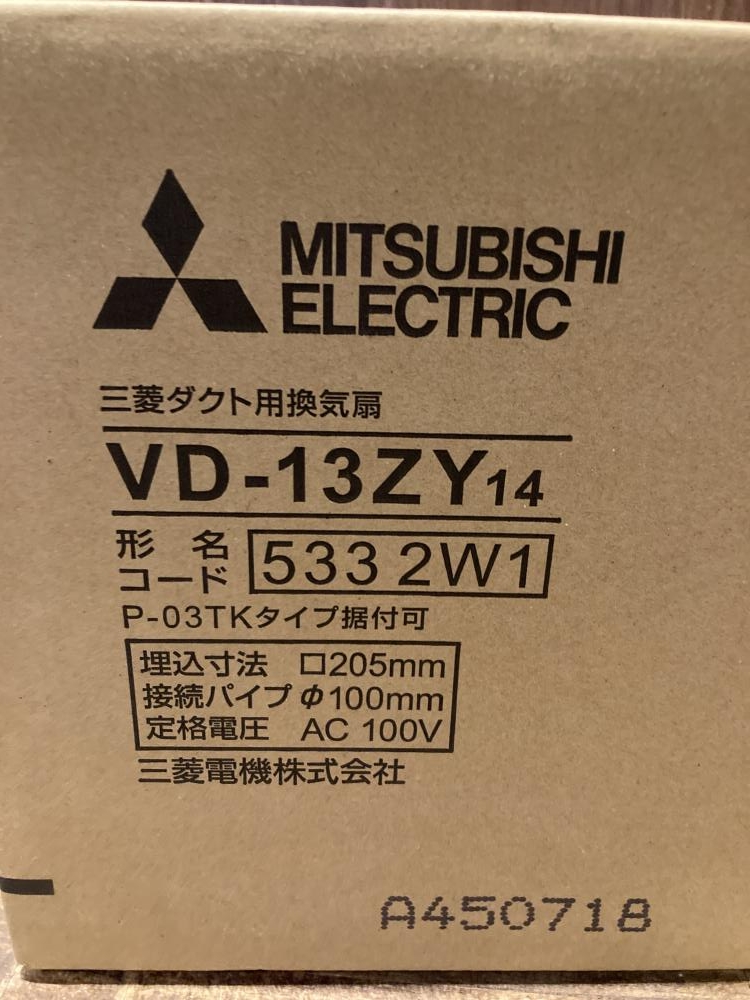 MITSUBISHI
ELECTRIC
三菱ダクト用換気扇
VD-13ZY14
形 名
コード
533 2W1
P-03TKタイプ据付可
埋込寸法 □205mm
接続パイプ φ100mm
定格電圧 AC 100V
三菱電機株式会社
A450718